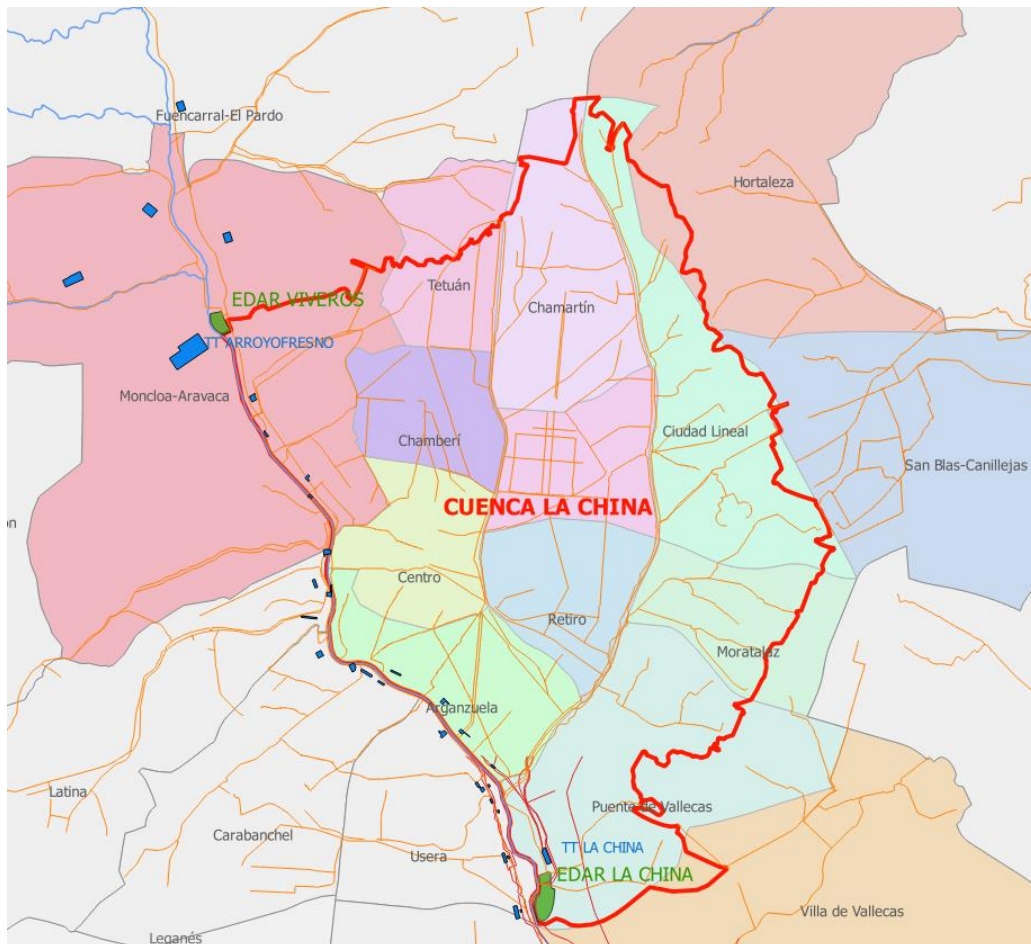 Fuencarral-El Pardo
Hortaleza
Tetuán
EDAR VIVEROS
Chamartín
TT ARROYOFRESNO
Moncloa-Aravaca
Chamberí
Ciudad Lineal
San Blas-Canillejas
CUENCA LA CHINA
ón
Centro
Retiro
Moratalaz
Arganzuela
Latina
Puente de Vallecas
Carabanchel
TT LA CHINA
Usera
EDAR LA CHINA
Villa de Vallecas
Leganés